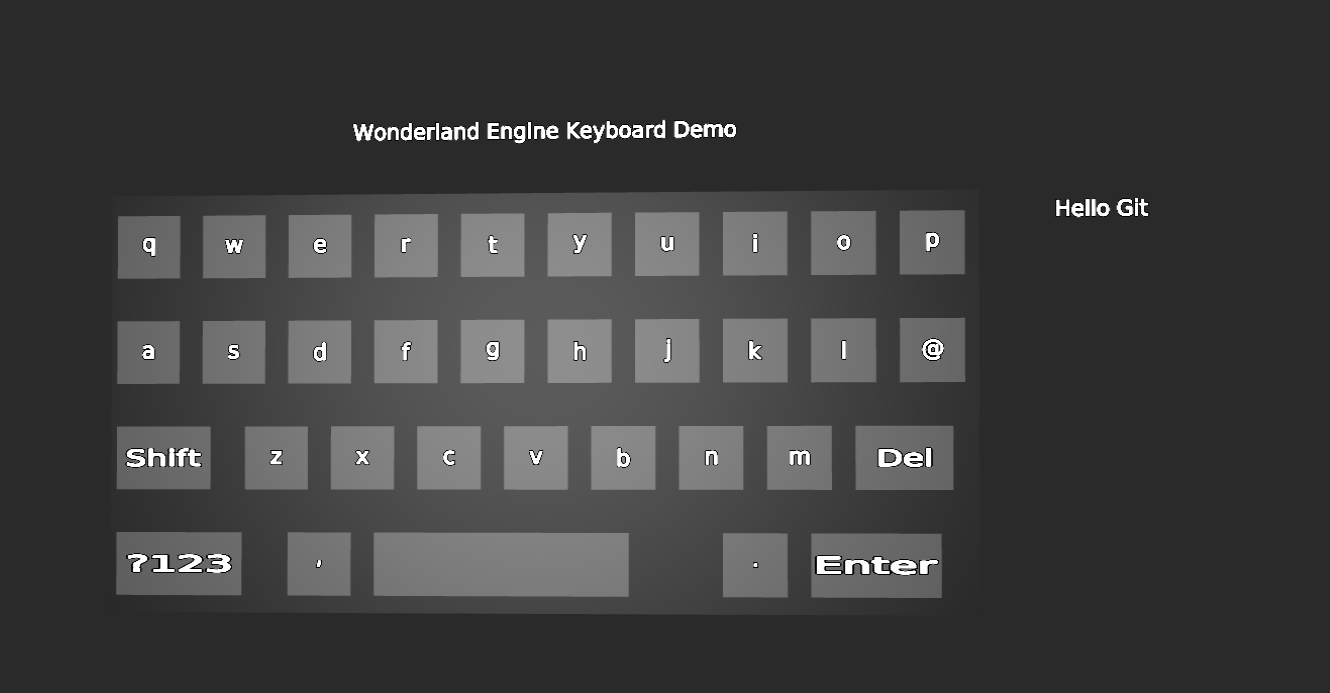 Wonderland Engine Keyboard Demo
Hello Git
q w e r t y u i o p
a s d f g h j k l @
Shift z x c v b n m Del
?123 , . Enter